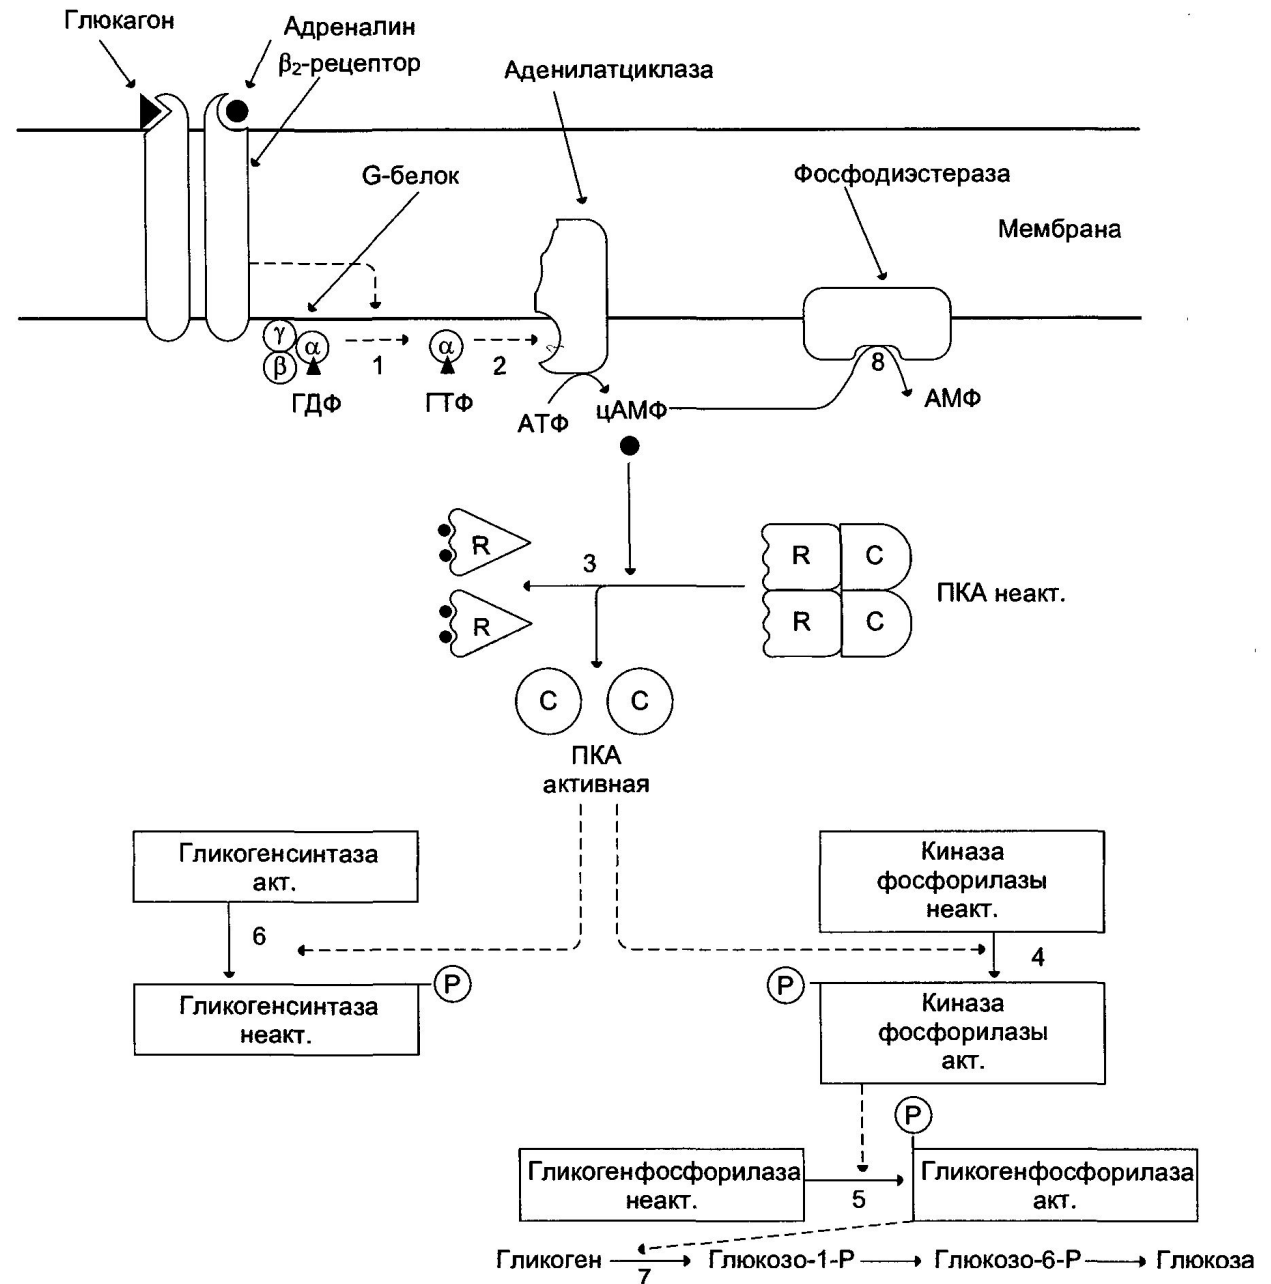 Глюкагон
Адреналин
β₂-рецептор
Аденилатциклаза
G-белок
Фосфодиэстераза
Мембрана
γ
α
β
ГДФ
1
α
ГТФ
2
АТФ
цАМФ
8
АМФ
R
R
3
R
C
R
C
ПКА неакт.
C
C
ПКА
активная
Гликогенсинтаза
акт.
6
Гликогенсинтаза
неакт.
P
Киназа
фосфорилазы
неакт.
4
P
Киназа
фосфорилазы
акт.
P
Гликогенфосфорилаза
неакт.
5
Гликогенфосфорилаза
акт.
Гликоген
7
Глюкозо-1-P
Глюкозо-6-P
Глюкоза